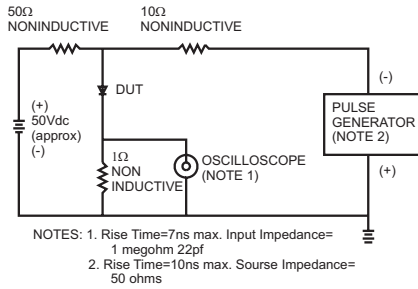 50Ω
NONINDUCTIVE
10Ω
NONINDUCTIVE
(+)
50Vdc
(approx)
(-)
DUT
1Ω
NON
INDUCTIVE
OSCILLOSCOPE
(NOTE 1)
(-)
PULSE
GENERATOR
(NOTE 2)
(+)
NOTES: 1. Rise Time=7ns max. Input Impedance=
1 megohm 22pf
2. Rise Time=10ns max. Sourse Impedance=
50 ohms